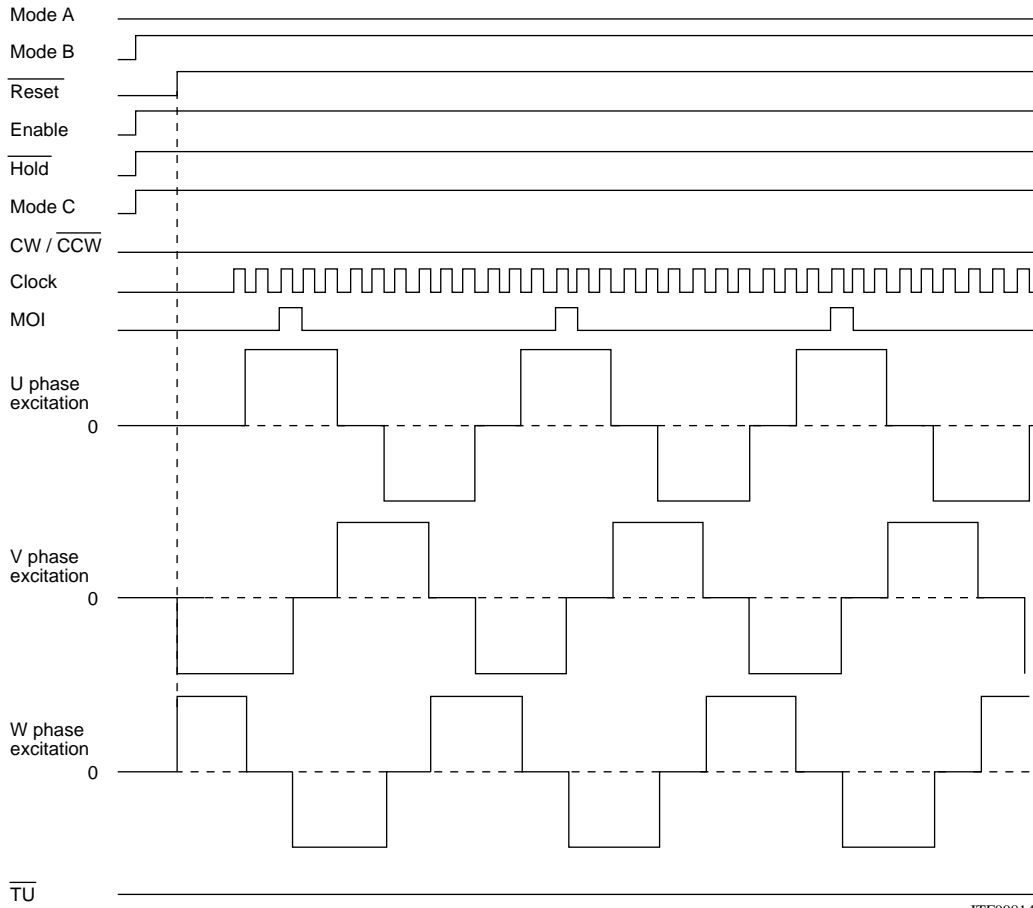 Mode A
Mode B
Reset
Enable
Hold
Mode C
CW / CCW
Clock
MOI
U phase
excitation
0
V phase
excitation
0
W phase
excitation
0
TU